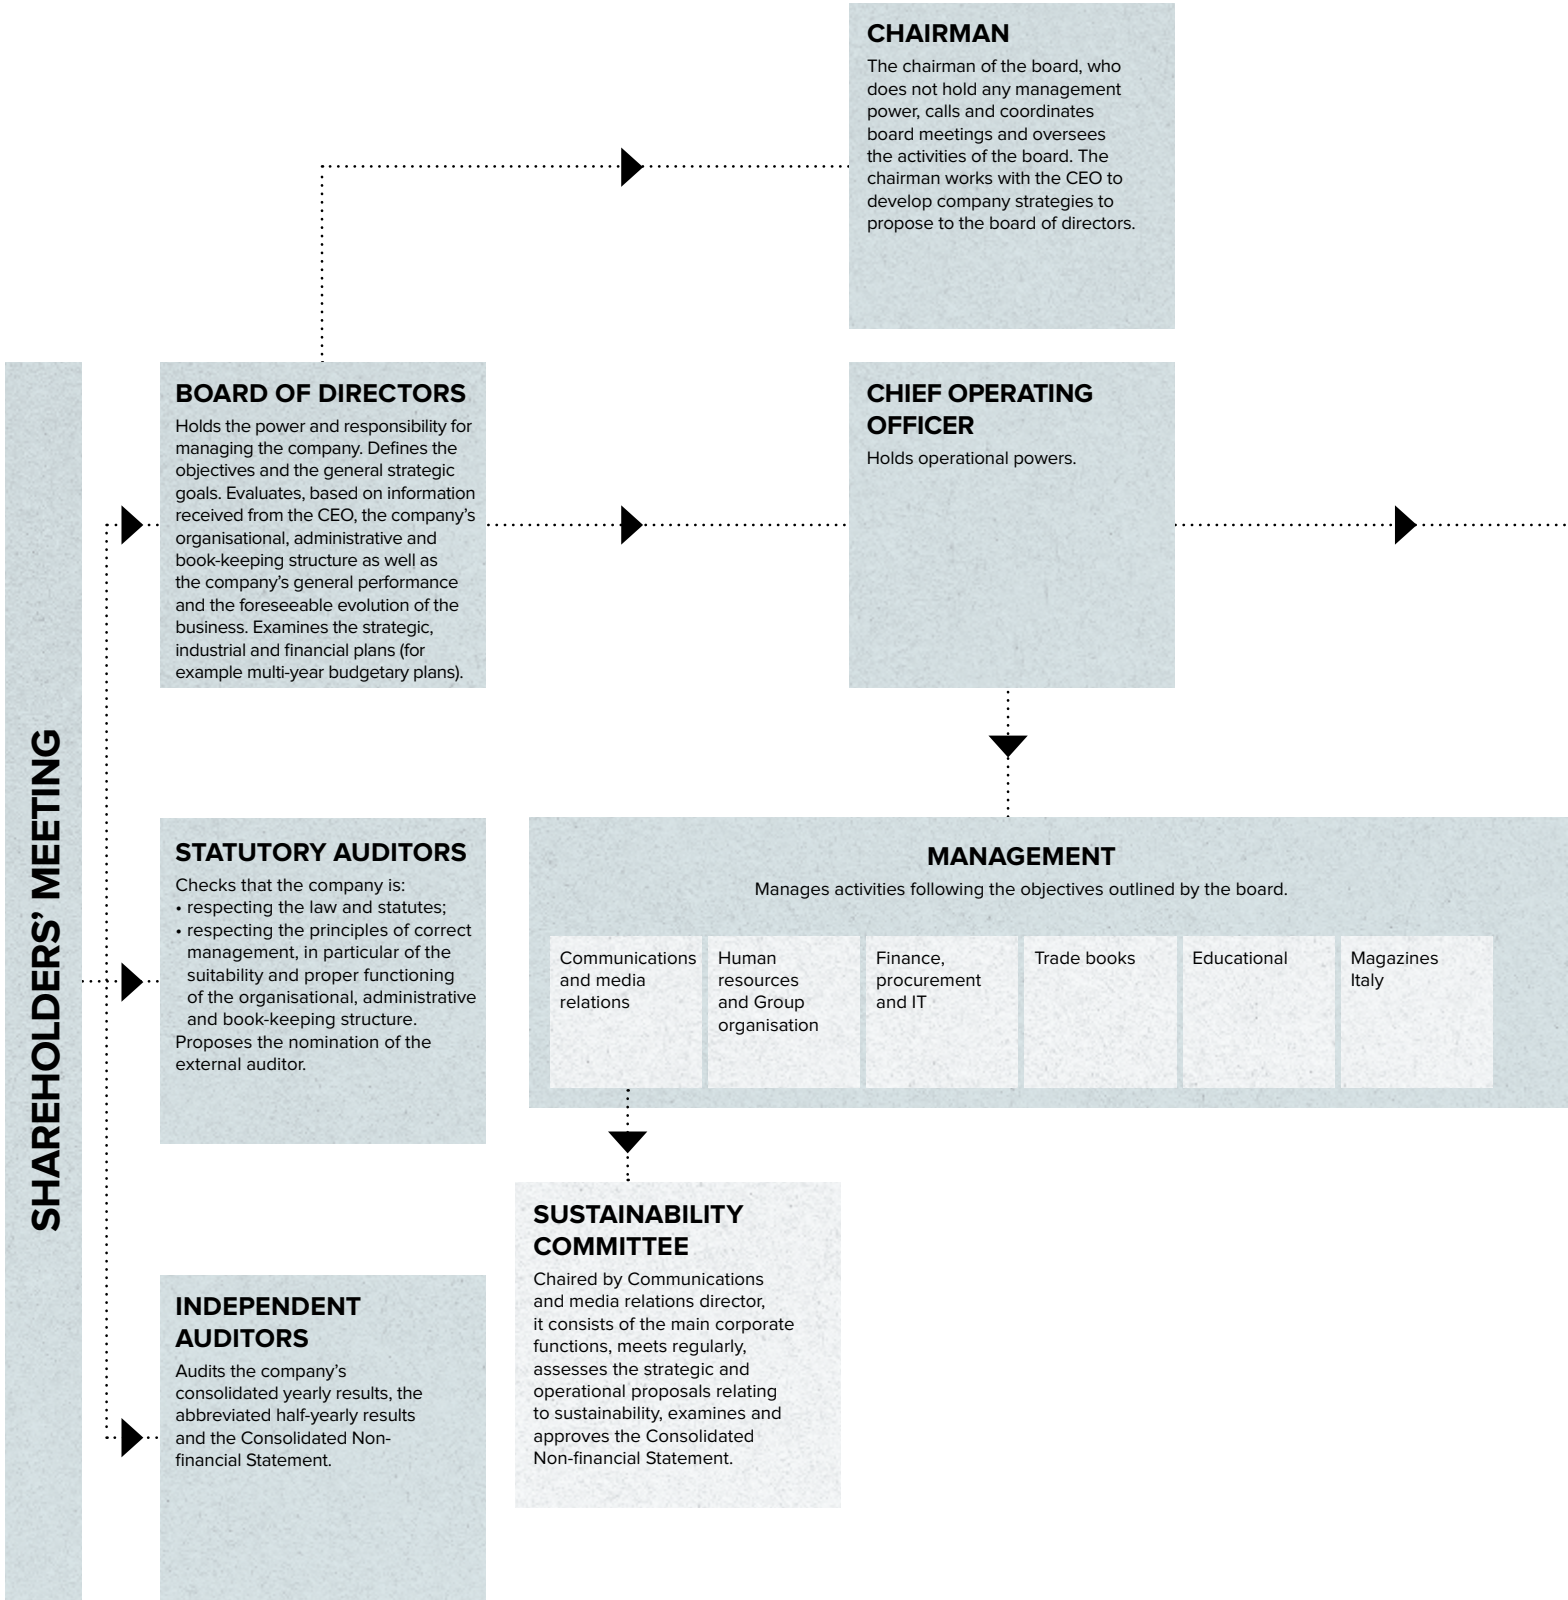 CHAIRMAN
The chairman of the board, who
does not hold any management
power, calls and coordinates
board meetings and oversees
the activities of the board. The
chairman works with the CEO to
develop company strategies to
propose to the board of directors.
SHAREHOLDERS’ MEETING
BOARD OF DIRECTORS
Holds the power and responsibility for
managing the company. Defines the
objectives and the general strategic
goals. Evaluates, based on information
received from the CEO, the company’s
organisational, administrative and
book-keeping structure as well as
the company’s general performance
and the foreseeable evolution of the
business. Examines the strategic,
industrial and financial plans (for
example multi-year budgetary plans).
CHIEF OPERATING
OFFICER
Holds operational powers.
STATUTORY AUDITORS
Checks that the company is:
• respecting the law and statutes;
• respecting the principles of correct
management, in particular of the
suitability and proper functioning
of the organisational, administrative
and book-keeping structure.
Proposes the nomination of the
external auditor.
MANAGEMENT
Manages activities following the objectives outlined by the board.
Communications
and media
relations
Human
resources
and Group
organisation
Finance,
procurement
and IT
Trade books
Educational
Magazines
Italy
INDEPENDENT
AUDITORS
Audits the company’s
consolidated yearly results, the
abbreviated half-yearly results
and the Consolidated Non-
financial Statement.
SUSTAINABILITY
COMMITTEE
Chaired by Communications
and media relations director,
it consists of the main corporate
functions, meets regularly,
assesses the strategic and
operational proposals relating
to sustainability, examines and
approves the Consolidated
Non-financial Statement.